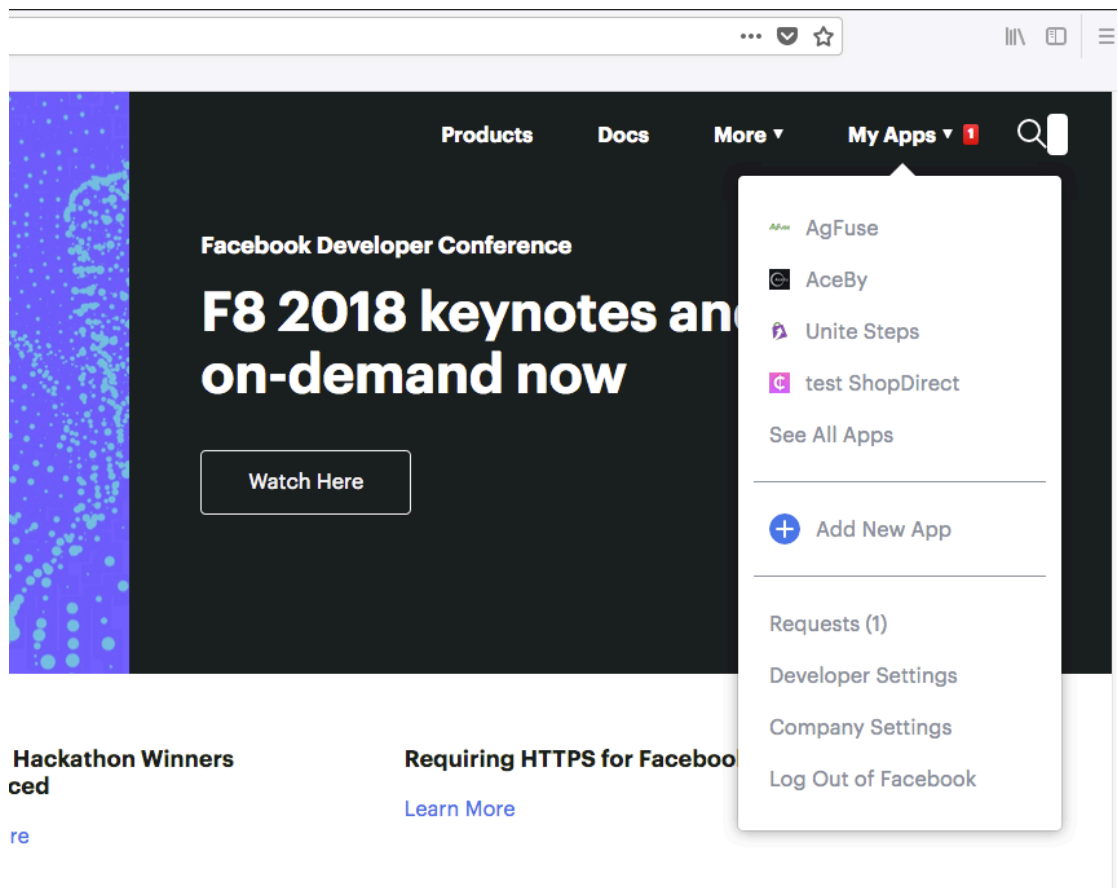 Products Docs More ▼ My Apps ▼ 1
Facebook Developer Conference
F8 2018 keynotes an
on-demand now
Watch Here
AgFuse
AceBy
Unite Steps
test ShopDirect
See All Apps
Add New App
Requests (1)
Developer Settings
Company Settings
Log Out of Facebook
Hackathon Winners
ced
re
Requiring HTTPS for Faceboo
Learn More